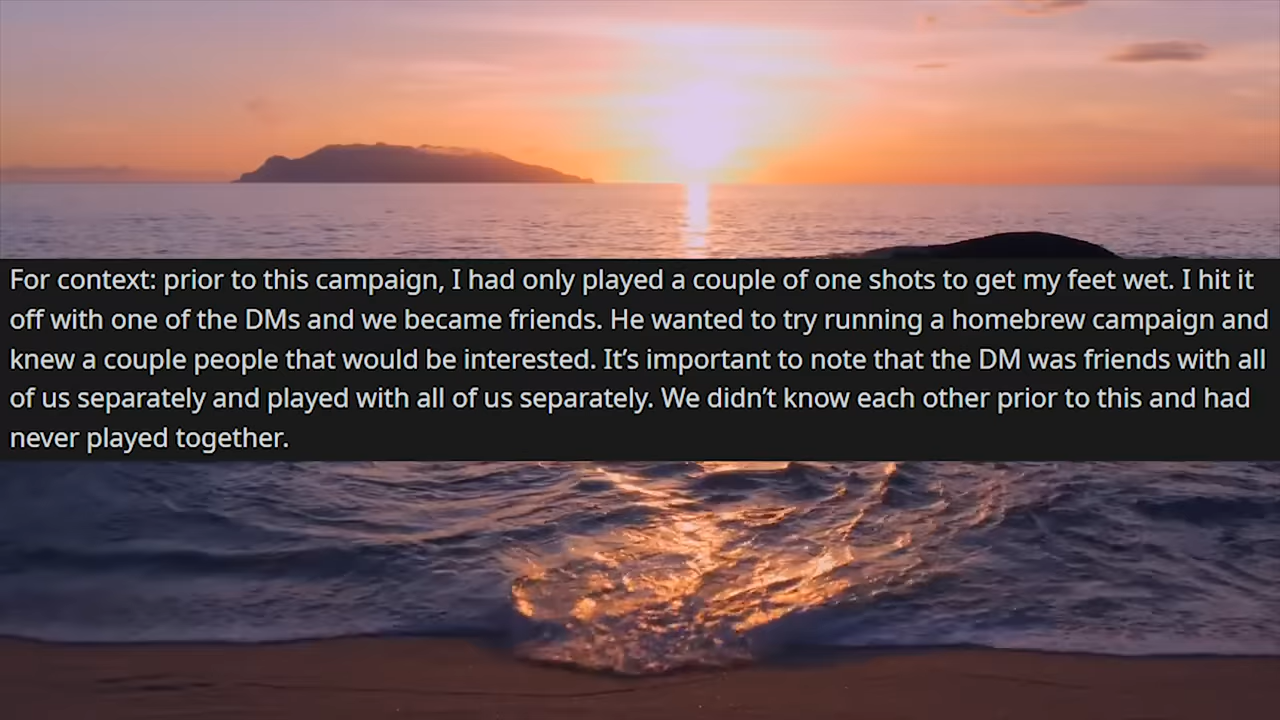 For context: prior to this campaign, I had only played a couple of one shots to get my feet wet. I hit it
off with one of the DMs and we became friends. He wanted to try running a homebrew campaign and
knew a couple people that would be interested. It’s important to note that the DM was friends with all
of us separately and played with all of us separately. We didn’t know each other prior to this and had
never played together.